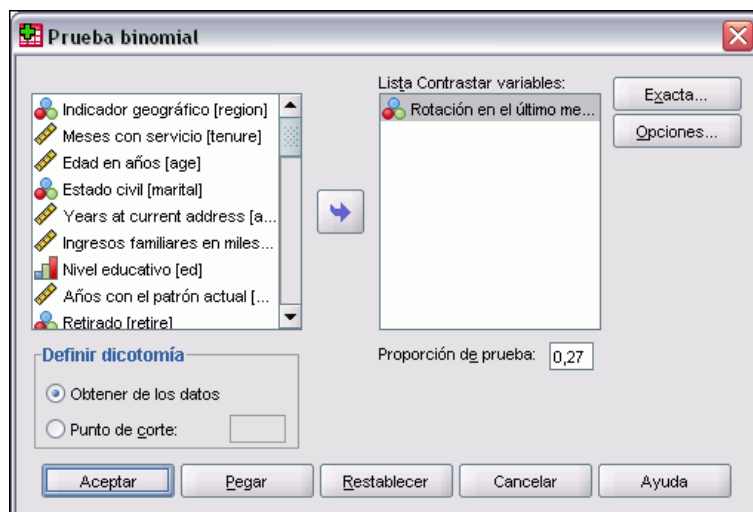 Prueba binomial
Lista Contrastar variables:
Indicador geográfico [region]
Meses con servicio [tenure]
Edad en años [age]
Estado civil [marital]
Years at current address [a...
Ingresos familiares en miles...
Nivel educativo [ed]
Años con el patrón actual [...
Retirado [retire]
Rotación en el último me...
Exacta...
Opciones...
Definir dicotomía
Obtener de los datos
Punto de corte:
Proporción de prueba: 0,27
Aceptar Pegar Restablecer Cancelar Ayuda